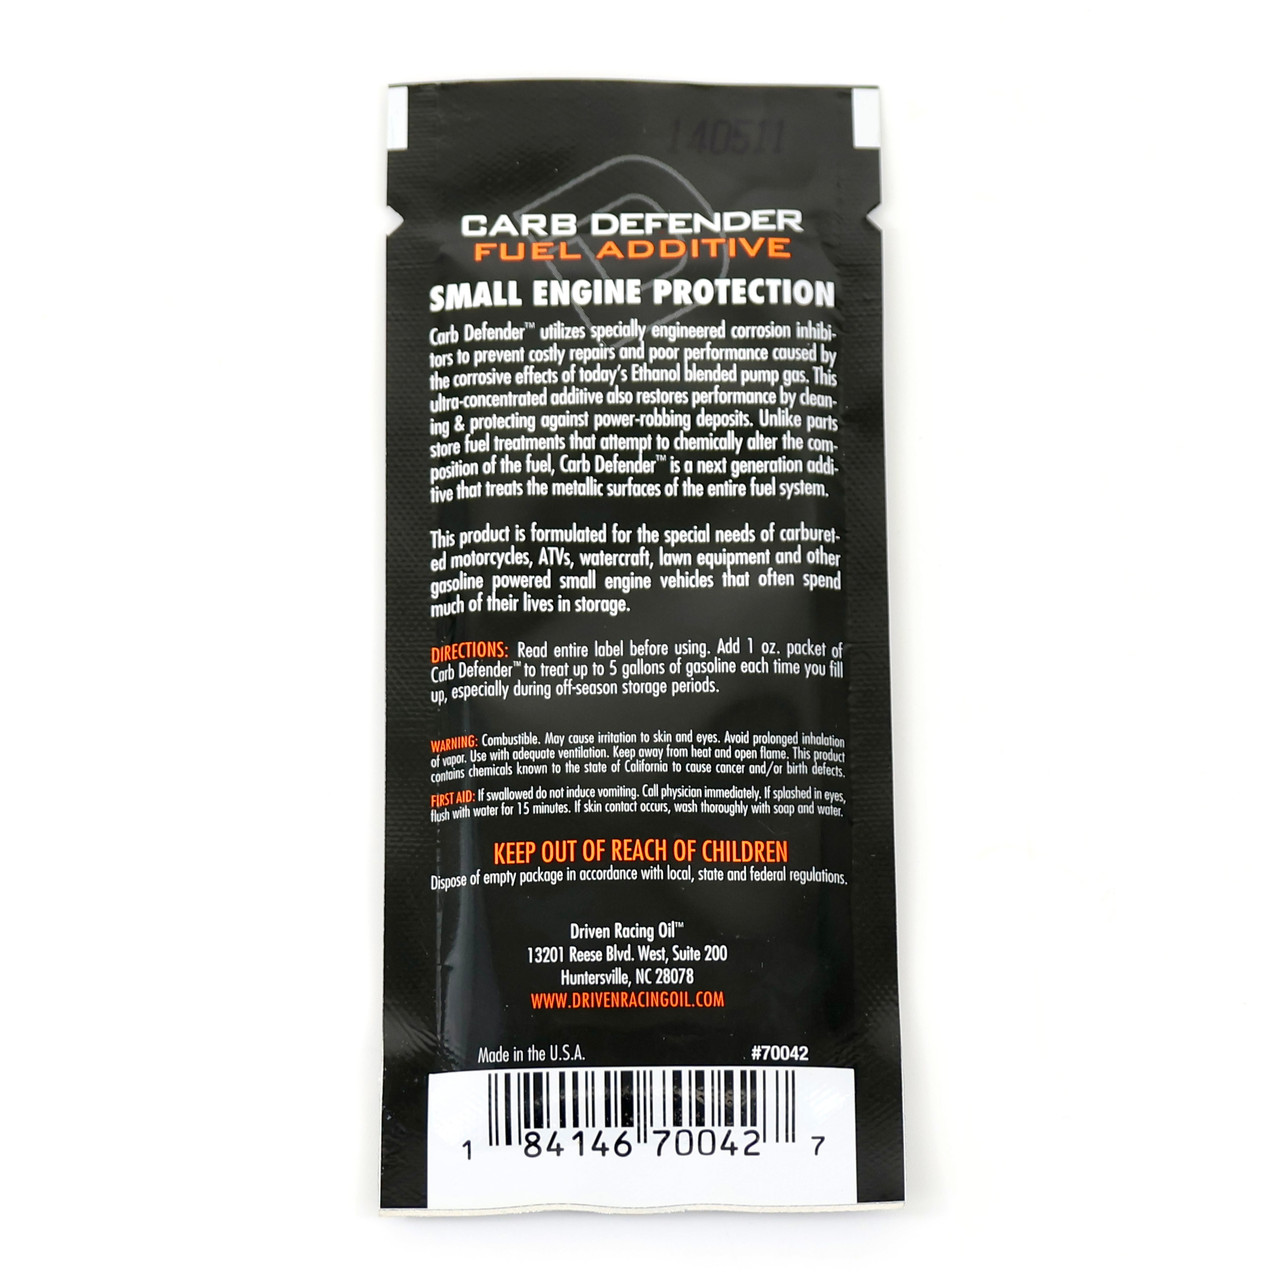 140511
CARB DEFENDER
FUEL ADDITIVE
SMALL ENGINE PROTECTION
Carb Defender™ utilizes specially engineered corrosion inhibi-
tors to prevent costly repairs and poor performance caused by
the corrosive effects of today's Ethanol blended pump gas. This
ultra-concentrated additive also restores performance by clean-
ing & protecting against power-robbing deposits. Unlike parts
store fuel treatments that attempt to chemically alter the com-
position of the fuel, Carb Defender™ is a next generation addi-
tive that treats the metallic surfaces of the entire fuel system.
This product is formulated for the special needs of carburet-
ed motorcycles, ATVs, watercraft, lawn equipment and other
gasoline powered small engine vehicles that often spend
much of their lives in storage.
DIRECTIONS: Read entire label before using. Add 1 oz. packet of
Carb Defender™ to treat up to 5 gallons of gasoline each time you fill
up, especially during off-season storage periods.
WARNING: Combustible. May cause irritation to skin and eyes. Avoid prolonged inhalation
of vapor. Use with adequate ventilation. Keep away from heat and open flame. This product
contains chemicals known to the state of California to cause cancer and/or birth defects.
FIRST AID: If swallowed do not induce vomiting. Call physician immediately. If splashed in eyes,
flush with water for 15 minutes. If skin contact occurs, wash thoroughly with soap and water.
KEEP OUT OF REACH OF CHILDREN
Dispose of empty package in accordance with local, state and federal regulations.
Driven Racing Oil™
13201 Reese Blvd. West, Suite 200
Huntersville, NC 28078
WWW.DRIVENRACINGOIL.COM
Made in the U.S.A. #70042
1 84146 70042 7